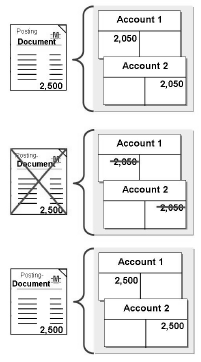 Posting
Document
-M-
2,500
Account 1
2,050
Account 2
2,050
Posting-
Document
-M-
2,500
Account 1
2,050
Account 2
2,050
Posting-
Document
-M-
2,500
Account 1
2,500
Account 2
2,500